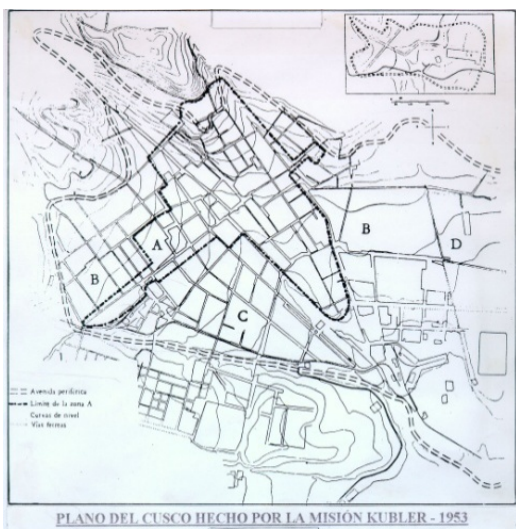 A
B
B
D
C
Avenida periférica
Límite de la zona A
Curvas de nivel
Vías férreas
PLANO DEL CUSCO HECHO POR LA MISIÓN KUBLER - 1953